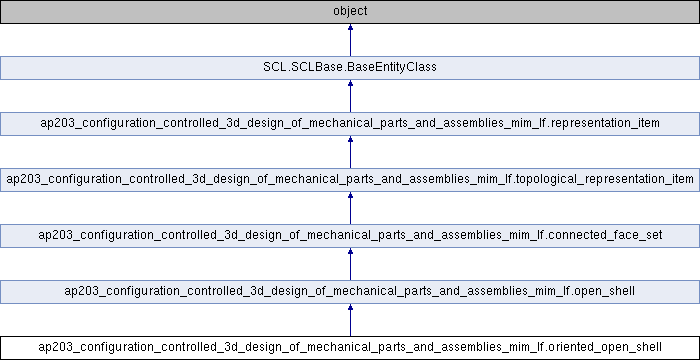 object
SCL.SCLBase.BaseEntityClass
ap203_configuration_controlled_3d_design_of_mechanical_parts_and_assemblies_mim_lf.representation_item
ap203_configuration_controlled_3d_design_of_mechanical_parts_and_assemblies_mim_lf.topological_representation_item
ap203_configuration_controlled_3d_design_of_mechanical_parts_and_assemblies_mim_lf.connected_face_set
ap203_configuration_controlled_3d_design_of_mechanical_parts_and_assemblies_mim_lf.open_shell
ap203_configuration_controlled_3d_design_of_mechanical_parts_and_assemblies_mim_lf.oriented_open_shell